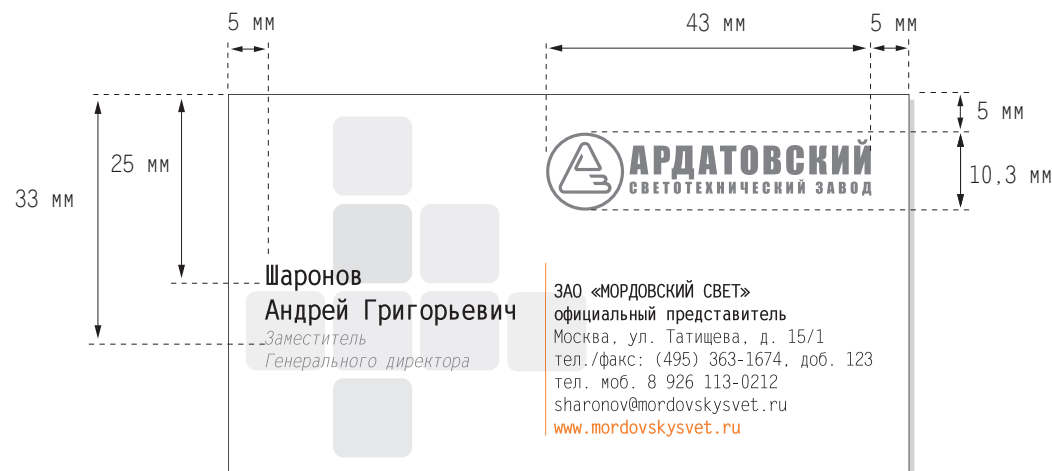 5 мм
43 мм
5 мм
5 мм
25 мм
10,3 мм
33 мм
АРДАТОВСКИЙ
СВЕТОТЕХНИЧЕСКИЙ ЗАВОД
Шаронов
Андрей Григорьевич
Заместитель
Генерального директора
ЗАО «МОРДОВСКИЙ СВЕТ»
официальный представитель
Москва, ул. Татищева, д. 15/1
тел./факс: (495) 363-1674, доб. 123
тел. моб. 8 926 113-0212
sharonov@mordovskysvet.ru
www.mordovskysvet.ru